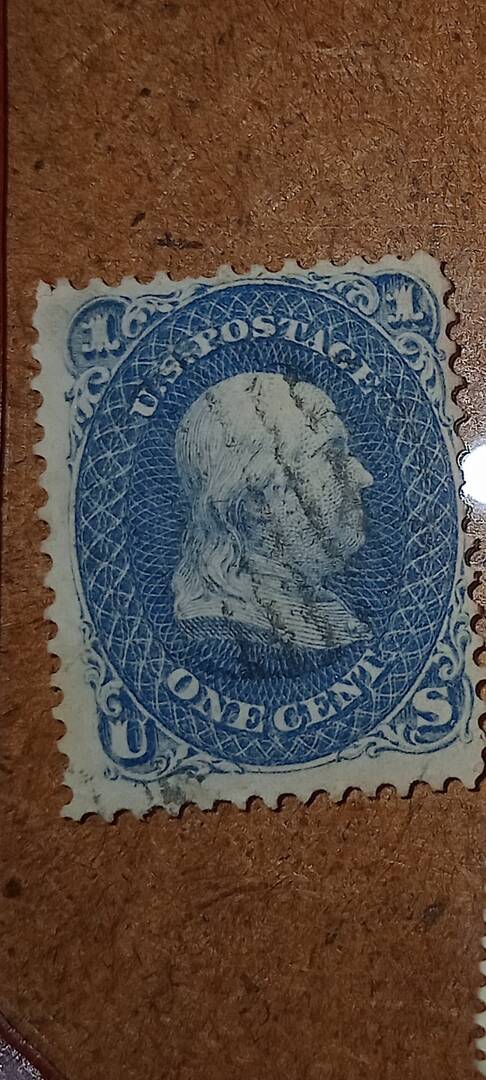 1 1
U.S. POSTAGE
ONE CENT
U S